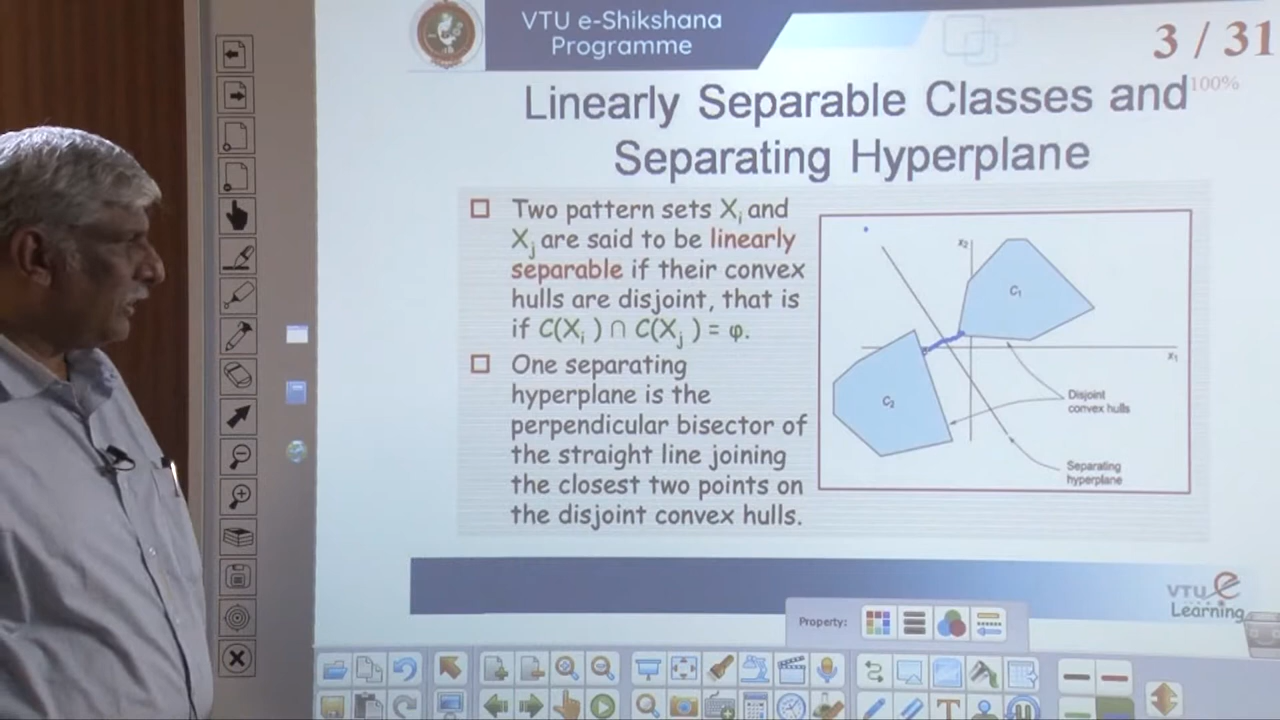 VTU e-Shikshana
Programme
3 / 31
100%
Linearly Separable Classes and
Separating Hyperplane
Two pattern sets Xi and
Xj are said to be linearly
separable if their convex
hulls are disjoint, that is
if C(Xi ) ∩ C(Xj ) = φ.
One separating
hyperplane is the
perpendicular bisector of
the straight line joining
the closest two points on
the disjoint convex hulls.
x2
C1
x1
C2
Disjoint
convex hulls
Separating
hyperplane
VTU e
Learning
Property: